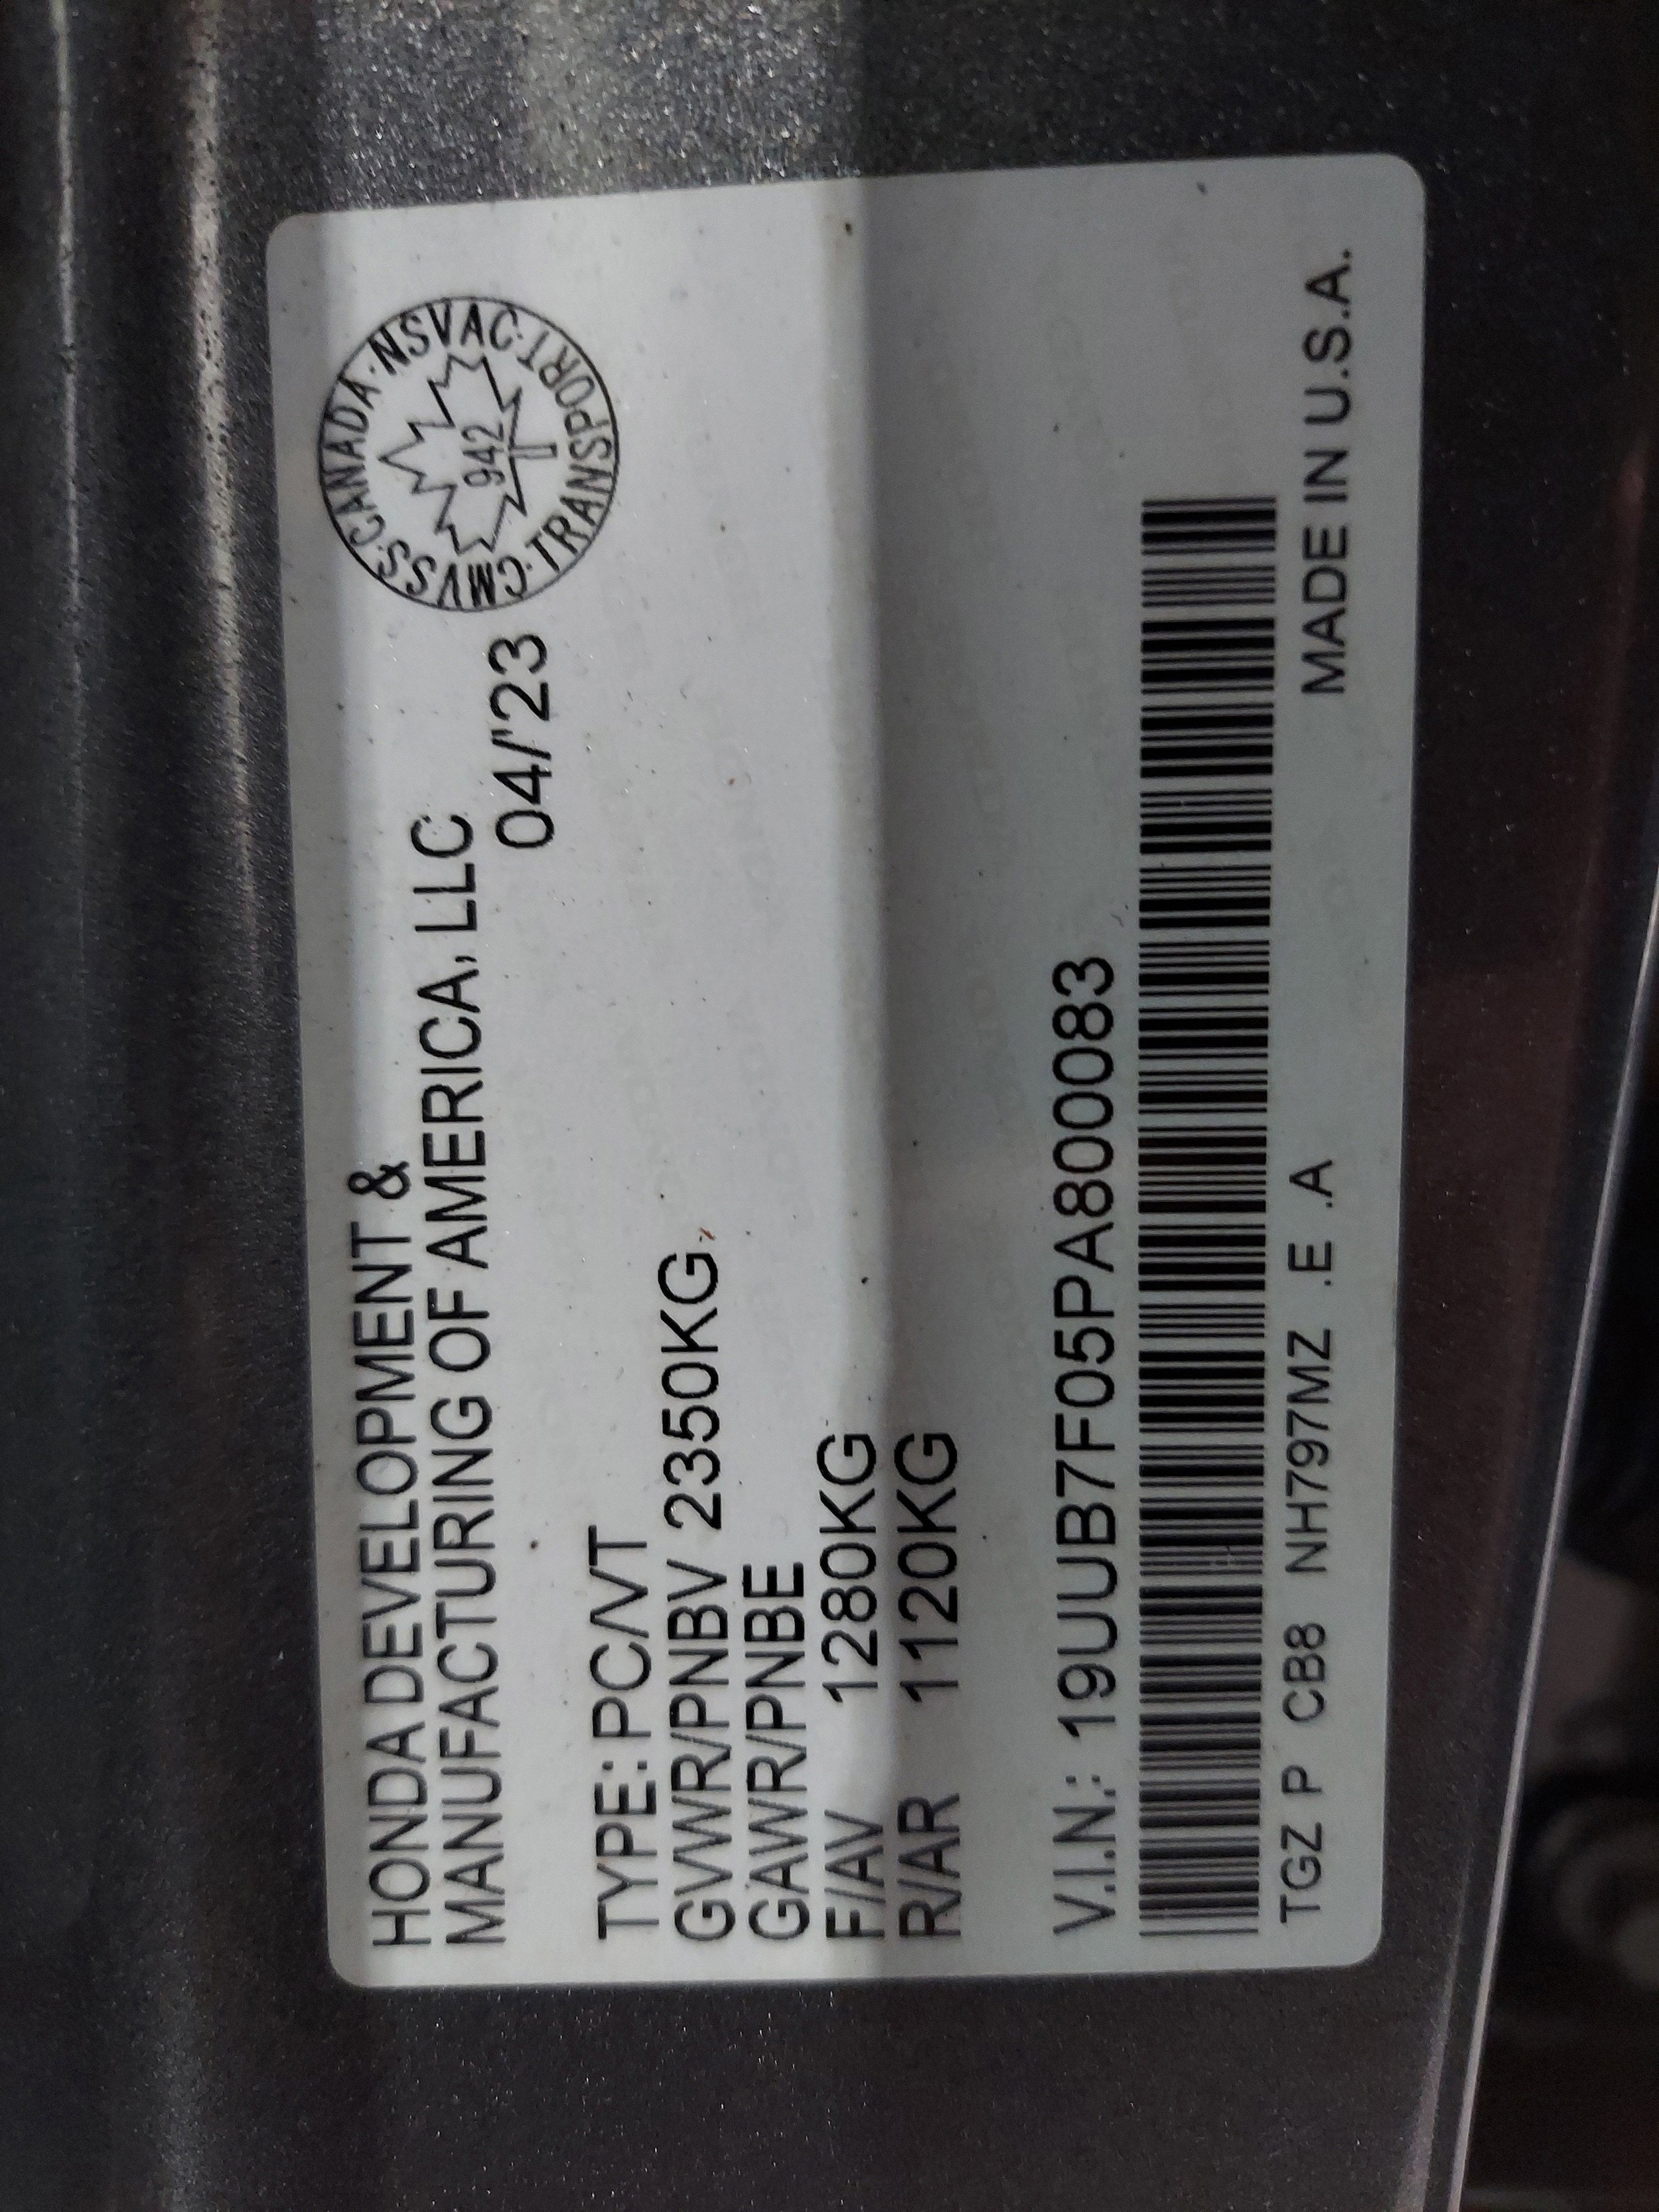 HONDA DEVELOPMENT &
MANUFACTURING OF AMERICA, LLC
04/'23
CMVSS·CANADA·NSVAC·TRANSPORT·
942
TYPE: PC/VT
GVWR/PNBV 2350KG
GAWR/PNBE
F/AV 1280KG
R/AR 1120KG
V.I.N.: 19UUB7F05PA800083
TGZ P CB8 NH797MZ .E .A
MADE IN U.S.A.